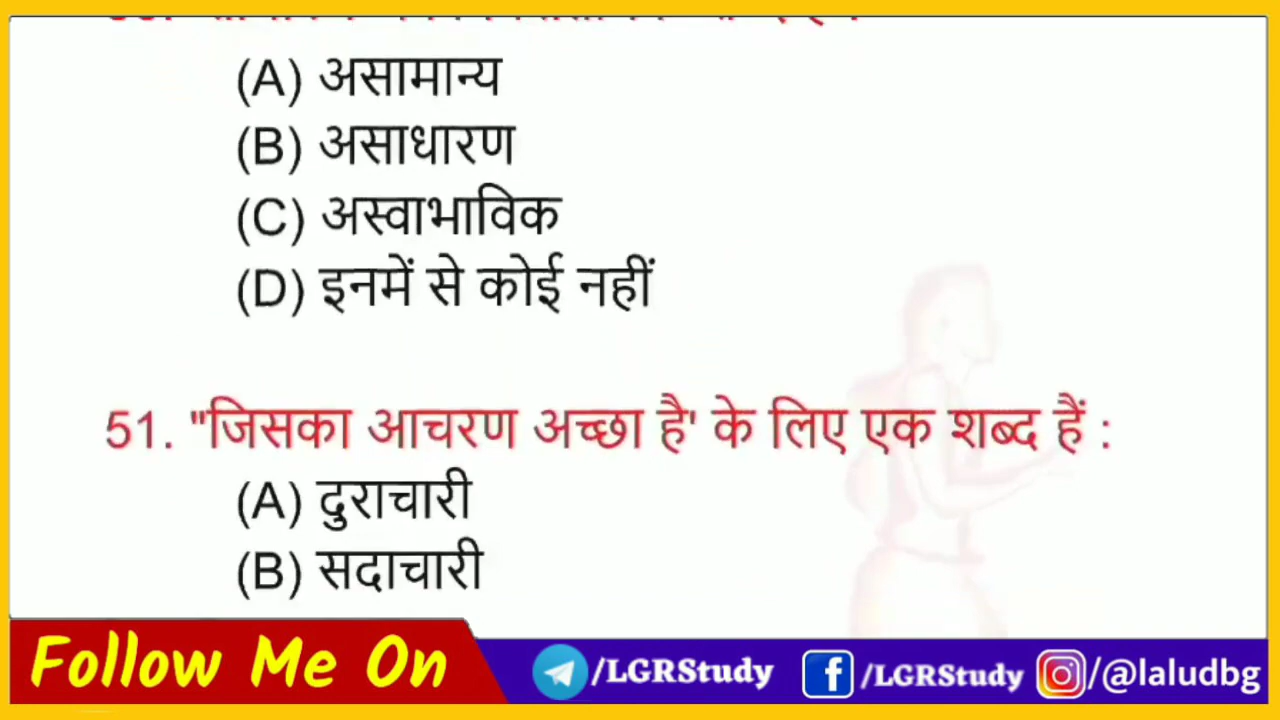 (A) असामान्य
(B) असाधारण
(C) अस्वाभाविक
(D) इनमें से कोई नहीं
51. "जिसका आचरण अच्छा है' के लिए एक शब्द हैं :
(A) दुराचारी
(B) सदाचारी
Follow Me On /LGRStudy /LGRStudy /@laludbg